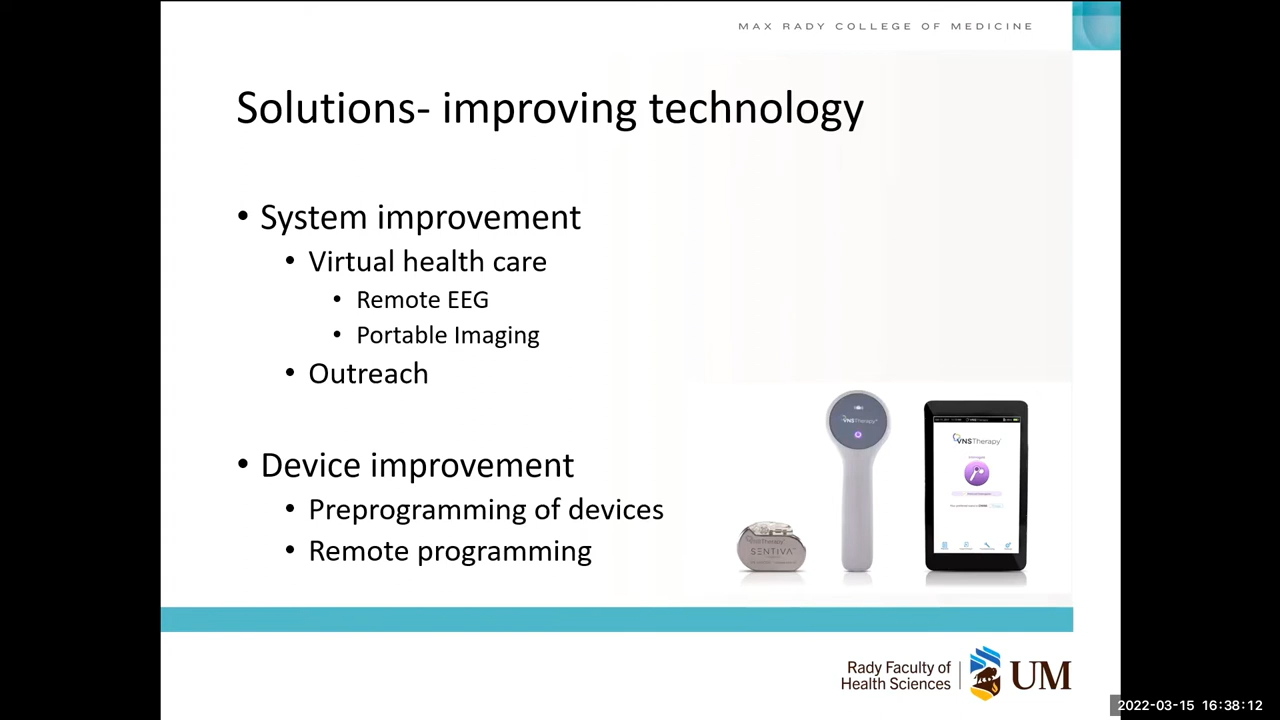 MAX RADY COLLEGE OF MEDICINE
Solutions- improving technology
• System improvement
• Virtual health care
• Remote EEG
• Portable Imaging
• Outreach
• Device improvement
• Preprogramming of devices
• Remote programming
VNSTherapy
VNSTherapy
VNSTherapy
SENTIVA
Rady Faculty of
Health Sciences
UM
2022-03-15 16:38:12